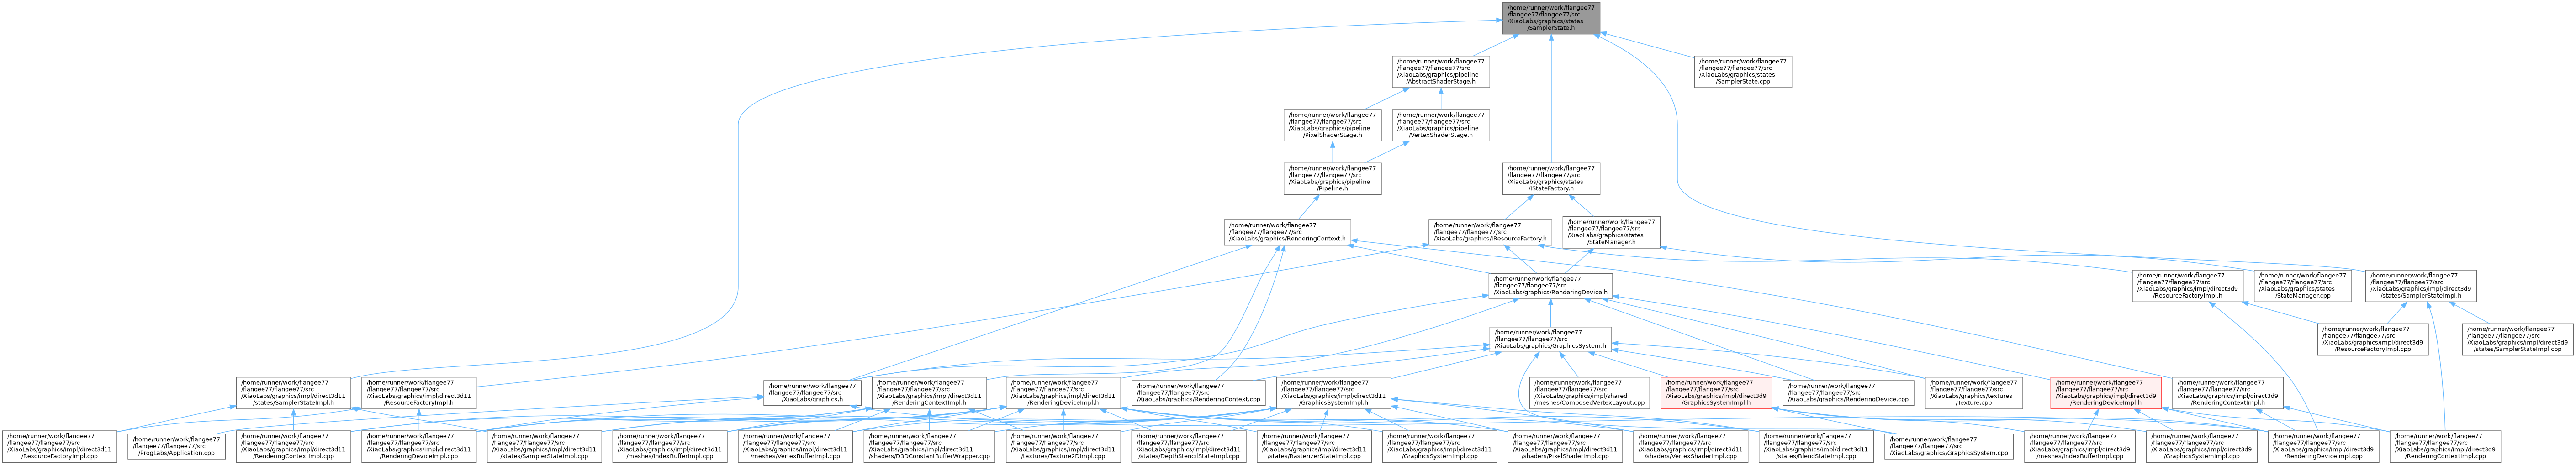 /home/runner/work/flangee77
/flangee77/flangee77/src
/XiaoLabs/graphics/states
/SamplerState.h
/home/runner/work/flangee77
/flangee77/flangee77/src
/XiaoLabs/graphics/pipeline
/AbstractShaderStage.h
/home/runner/work/flangee77
/flangee77/flangee77/src
/XiaoLabs/graphics/states
/SamplerState.cpp
/home/runner/work/flangee77
/flangee77/flangee77/src
/XiaoLabs/graphics/pipeline
/PixelShaderStage.h
/home/runner/work/flangee77
/flangee77/flangee77/src
/XiaoLabs/graphics/pipeline
/VertexShaderStage.h
/home/runner/work/flangee77
/flangee77/flangee77/src
/XiaoLabs/graphics/pipeline
/Pipeline.h
/home/runner/work/flangee77
/flangee77/flangee77/src
/XiaoLabs/graphics/states
/IStateFactory.h
/home/runner/work/flangee77
/flangee77/flangee77/src
/XiaoLabs/graphics/RenderingContext.h
/home/runner/work/flangee77
/flangee77/flangee77/src
/XiaoLabs/graphics/IResourceFactory.h
/home/runner/work/flangee77
/flangee77/flangee77/src
/XiaoLabs/graphics/states
/StateManager.h
/home/runner/work/flangee77
/flangee77/flangee77/src
/XiaoLabs/graphics/RenderingDevice.h
/home/runner/work/flangee77
/flangee77/flangee77/src
/XiaoLabs/graphics/impl/direct3d9
/ResourceFactoryImpl.h
/home/runner/work/flangee77
/flangee77/flangee77/src
/XiaoLabs/graphics/states
/StateManager.cpp
/home/runner/work/flangee77
/flangee77/flangee77/src
/XiaoLabs/graphics/impl/direct3d9
/states/SamplerStateImpl.h
/home/runner/work/flangee77
/flangee77/flangee77/src
/XiaoLabs/graphics/GraphicsSystem.h
/home/runner/work/flangee77
/flangee77/flangee77/src
/XiaoLabs/graphics/impl/direct3d9
/ResourceFactoryImpl.cpp
/home/runner/work/flangee77
/flangee77/flangee77/src
/XiaoLabs/graphics/impl/direct3d9
/states/SamplerStateImpl.cpp
/home/runner/work/flangee77
/flangee77/flangee77/src
/XiaoLabs/graphics/impl/direct3d11
/states/SamplerStateImpl.h
/home/runner/work/flangee77
/flangee77/flangee77/src
/XiaoLabs/graphics/impl/direct3d11
/ResourceFactoryImpl.h
/home/runner/work/flangee77
/flangee77/flangee77/src
/XiaoLabs/graphics.h
/home/runner/work/flangee77
/flangee77/flangee77/src
/XiaoLabs/graphics/impl/direct3d11
/RenderingContextImpl.h
/home/runner/work/flangee77
/flangee77/flangee77/src
/XiaoLabs/graphics/impl/direct3d11
/RenderingDeviceImpl.h
/home/runner/work/flangee77
/flangee77/flangee77/src
/XiaoLabs/graphics/RenderingContext.cpp
/home/runner/work/flangee77
/flangee77/flangee77/src
/XiaoLabs/graphics/impl/direct3d11
/GraphicsSystemImpl.h
/home/runner/work/flangee77
/flangee77/flangee77/src
/XiaoLabs/graphics/impl/shared
/meshes/ComposedVertexLayout.cpp
/home/runner/work/flangee77
/flangee77/flangee77/src
/XiaoLabs/graphics/impl/direct3d9
/GraphicsSystemImpl.h
/home/runner/work/flangee77
/flangee77/flangee77/src
/XiaoLabs/graphics/RenderingDevice.cpp
/home/runner/work/flangee77
/flangee77/flangee77/src
/XiaoLabs/graphics/textures
/Texture.cpp
/home/runner/work/flangee77
/flangee77/flangee77/src
/XiaoLabs/graphics/impl/direct3d9
/RenderingDeviceImpl.h
/home/runner/work/flangee77
/flangee77/flangee77/src
/XiaoLabs/graphics/impl/direct3d9
/RenderingContextImpl.h
/home/runner/work/flangee77
/flangee77/flangee77/src
/XiaoLabs/graphics/impl/direct3d11
/ResourceFactoryImpl.cpp
/home/runner/work/flangee77
/flangee77/flangee77/src
/ProgLabs/Application.cpp
/home/runner/work/flangee77
/flangee77/flangee77/src
/XiaoLabs/graphics/impl/direct3d11
/RenderingContextImpl.cpp
/home/runner/work/flangee77
/flangee77/flangee77/src
/XiaoLabs/graphics/impl/direct3d11
/RenderingDeviceImpl.cpp
/home/runner/work/flangee77
/flangee77/flangee77/src
/XiaoLabs/graphics/impl/direct3d11
/states/SamplerStateImpl.cpp
/home/runner/work/flangee77
/flangee77/flangee77/src
/XiaoLabs/graphics/impl/direct3d11
/meshes/IndexBufferImpl.cpp
/home/runner/work/flangee77
/flangee77/flangee77/src
/XiaoLabs/graphics/impl/direct3d11
/meshes/VertexBufferImpl.cpp
/home/runner/work/flangee77
/flangee77/flangee77/src
/XiaoLabs/graphics/impl/direct3d11
/shaders/D3DConstantBufferWrapper.cpp
/home/runner/work/flangee77
/flangee77/flangee77/src
/XiaoLabs/graphics/impl/direct3d11
/textures/Texture2DImpl.cpp
/home/runner/work/flangee77
/flangee77/flangee77/src
/XiaoLabs/graphics/impl/direct3d11
/states/DepthStencilStateImpl.cpp
/home/runner/work/flangee77
/flangee77/flangee77/src
/XiaoLabs/graphics/impl/direct3d11
/states/RasterizerStateImpl.cpp
/home/runner/work/flangee77
/flangee77/flangee77/src
/XiaoLabs/graphics/impl/direct3d11
/GraphicsSystemImpl.cpp
/home/runner/work/flangee77
/flangee77/flangee77/src
/XiaoLabs/graphics/impl/direct3d11
/shaders/PixelShaderImpl.cpp
/home/runner/work/flangee77
/flangee77/flangee77/src
/XiaoLabs/graphics/impl/direct3d11
/shaders/VertexShaderImpl.cpp
/home/runner/work/flangee77
/flangee77/flangee77/src
/XiaoLabs/graphics/impl/direct3d11
/states/BlendStateImpl.cpp
/home/runner/work/flangee77
/flangee77/flangee77/src
/XiaoLabs/graphics/GraphicsSystem.cpp
/home/runner/work/flangee77
/flangee77/flangee77/src
/XiaoLabs/graphics/impl/direct3d9
/meshes/IndexBufferImpl.cpp
/home/runner/work/flangee77
/flangee77/flangee77/src
/XiaoLabs/graphics/impl/direct3d9
/GraphicsSystemImpl.cpp
/home/runner/work/flangee77
/flangee77/flangee77/src
/XiaoLabs/graphics/impl/direct3d9
/RenderingDeviceImpl.cpp
/home/runner/work/flangee77
/flangee77/flangee77/src
/XiaoLabs/graphics/impl/direct3d9
/RenderingContextImpl.cpp